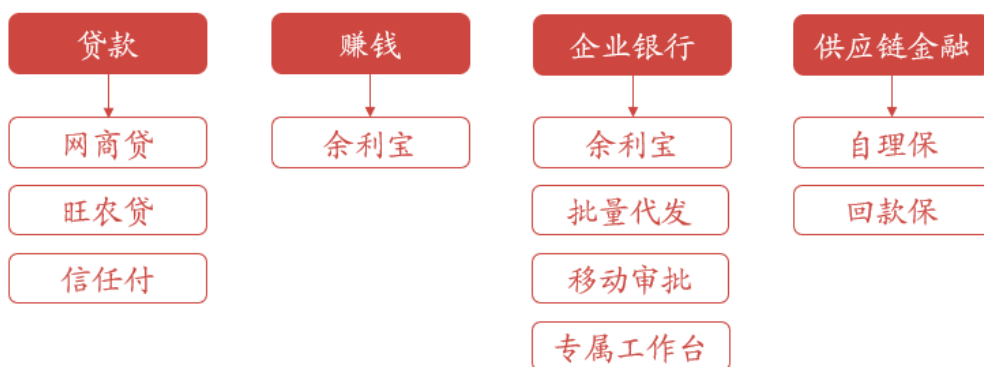 贷款
赚钱
企业银行
供应链金融
网商贷
余利宝
余利宝
自理保
旺农贷
批量代发
回款保
信任付
移动审批
专属工作台